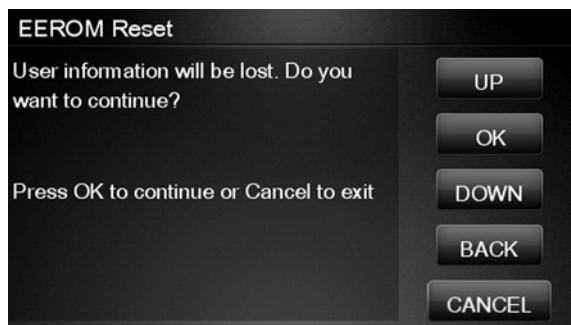 EEROM Reset
User information will be lost. Do you
want to continue?
Press OK to continue or Cancel to exit
UP
OK
DOWN
BACK
CANCEL